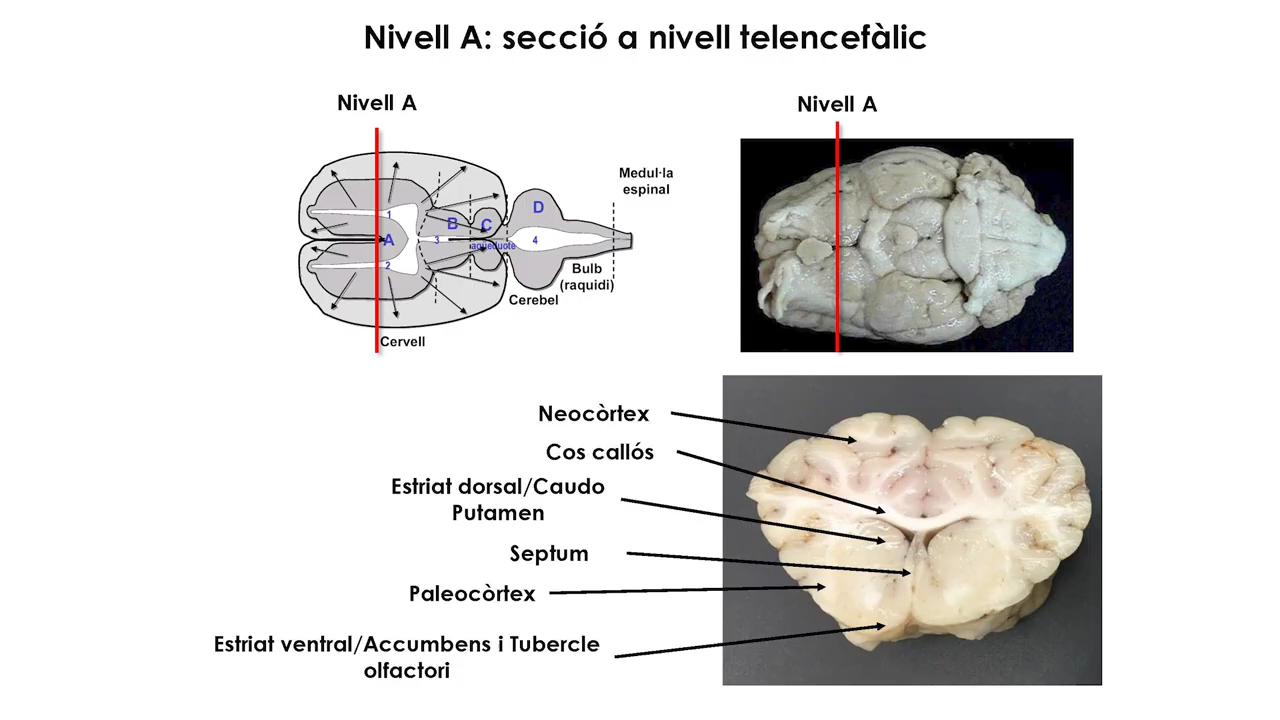 Nivell A: secció a nivell telencefàlic
Nivell A
Nivell A
Medul·la
espinal
1
A
2
B
3
C
aqüeduote
D
4
Bulb
(raquidi)
Cerebel
Cervell
Neocòrtex
Cos callós
Estriat dorsal/Caudo
Putamen
Septum
Paleocòrtex
Estriat ventral/Accumbens i Tubercle
olfactori